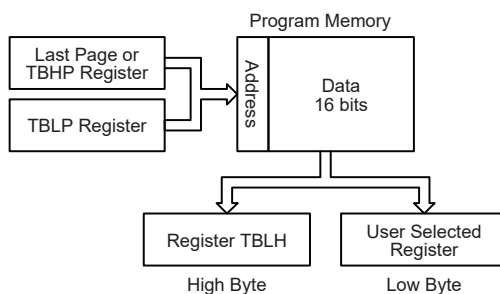 Program Memory
Last Page or
TBHP Register
TBLP Register
Address
Data
16 bits
Register TBLH
User Selected
Register
High Byte
Low Byte